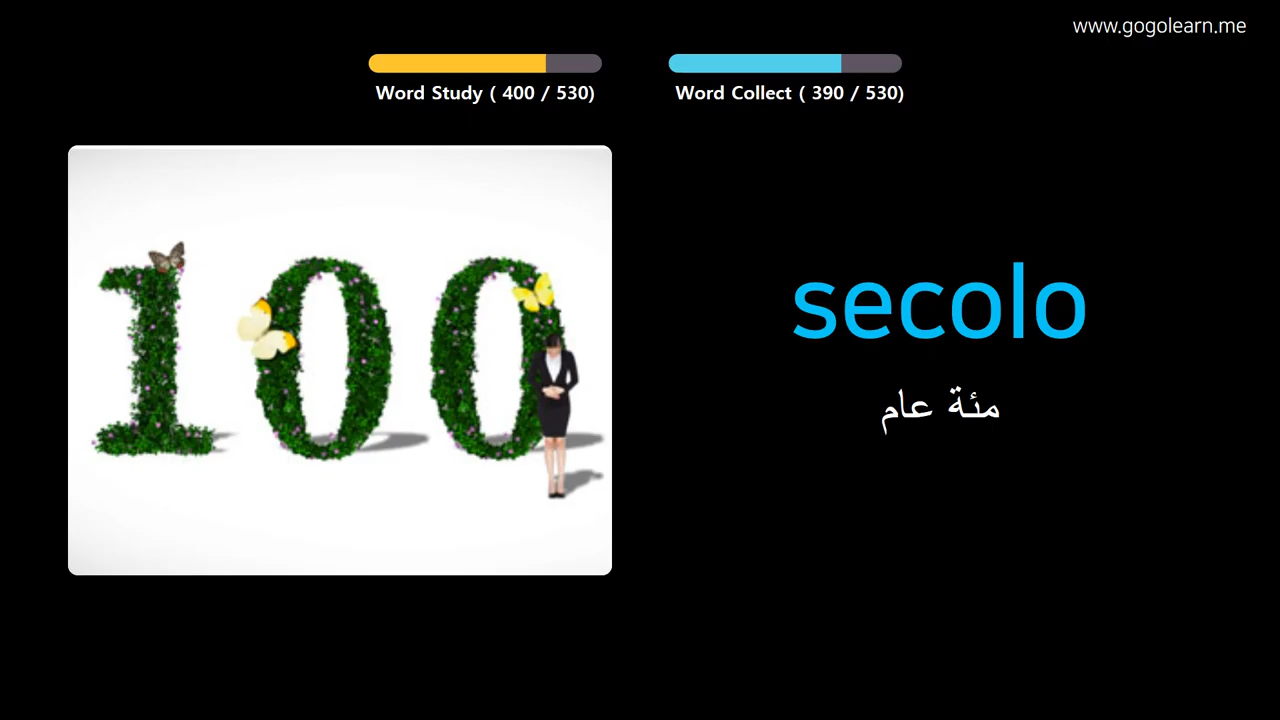 www.gogolearn.me
Word Study ( 400 / 530)
Word Collect ( 390 / 530)
100
secolo
مئة عام